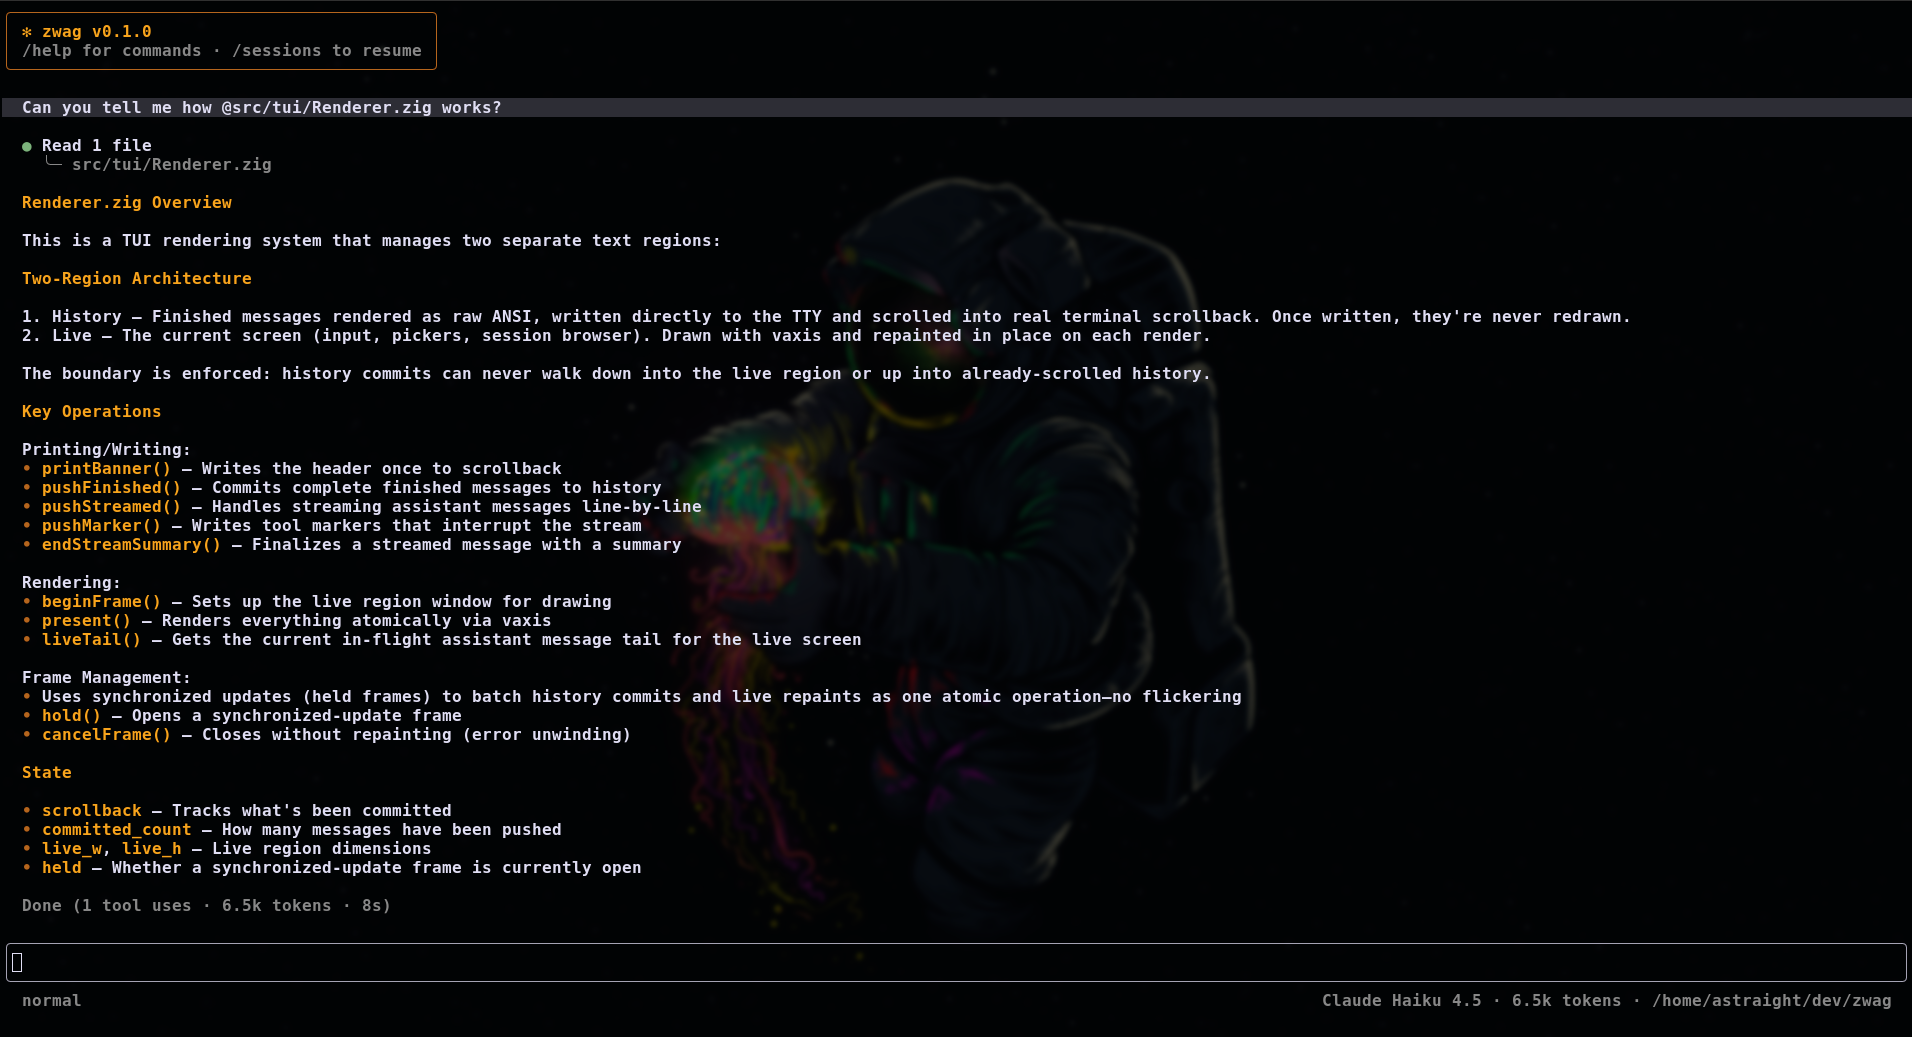 ✻ zwag v0.1.0
/help for commands · /sessions to resume
Can you tell me how @src/tui/Renderer.zig works?
● Read 1 file
╰─ src/tui/Renderer.zig
Renderer.zig Overview
This is a TUI rendering system that manages two separate text regions:
Two-Region Architecture
1. History — Finished messages rendered as raw ANSI, written directly to the TTY and scrolled into real terminal scrollback. Once written, they're never redrawn.
2. Live — The current screen (input, pickers, session browser). Drawn with vaxis and repainted in place on each render.
The boundary is enforced: history commits can never walk down into the live region or up into already-scrolled history.
Key Operations
Printing/Writing:
• printBanner() — Writes the header once to scrollback
• pushFinished() — Commits complete finished messages to history
• pushStreamed() — Handles streaming assistant messages line-by-line
• pushMarker() — Writes tool markers that interrupt the stream
• endStreamSummary() — Finalizes a streamed message with a summary
Rendering:
• beginFrame() — Sets up the live region window for drawing
• present() — Renders everything atomically via vaxis
• liveTail() — Gets the current in-flight assistant message tail for the live screen
Frame Management:
• Uses synchronized updates (held frames) to batch history commits and live repaints as one atomic operation—no flickering
• hold() — Opens a synchronized-update frame
• cancelFrame() — Closes without repainting (error unwinding)
State
• scrollback — Tracks what's been committed
• committed_count — How many messages have been pushed
• live_w, live_h — Live region dimensions
• held — Whether a synchronized-update frame is currently open
Done (1 tool uses · 6.5k tokens · 8s)
normal
Claude Haiku 4.5 · 6.5k tokens · /home/astraight/dev/zwag